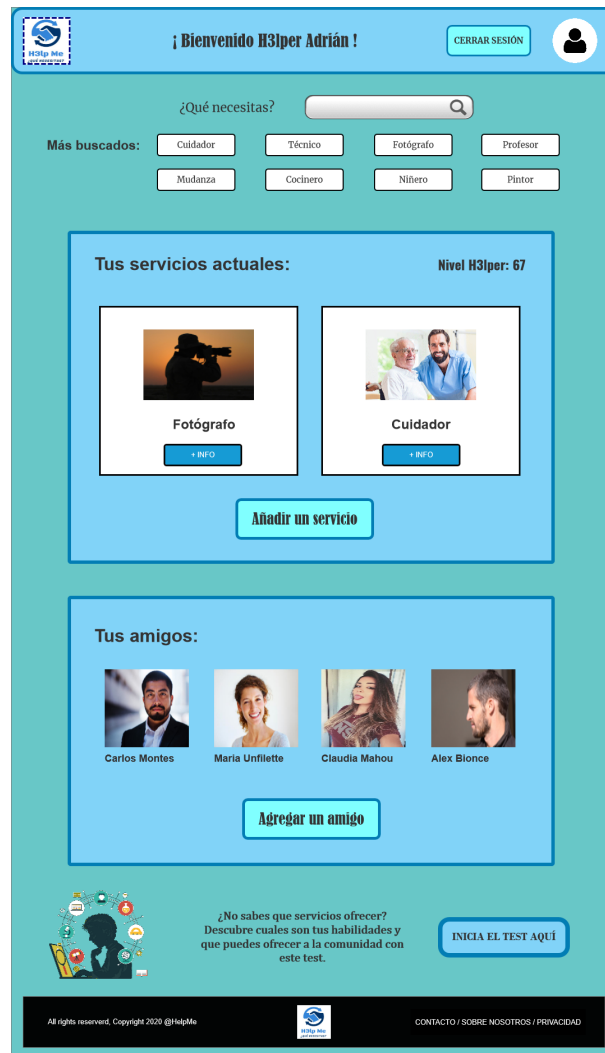 H3lp Me
¿QUÉ NECESITAS?
¡ Bienvenido H3lper Adrián !
CERRAR SESIÓN
¿Qué necesitas?
Más buscados:
Cuidador
Técnico
Fotógrafo
Profesor
Mudanza
Cocinero
Niñero
Pintor
Tus servicios actuales:
Nivel H3lper: 67
Fotógrafo
Cuidador
+ INFO
+ INFO
Añadir un servicio
Tus amigos:
Carlos Montes
Maria Unfilette
Claudia Mahou
Alex Bionce
Agregar un amigo
¿No sabes que servicios ofrecer?
Descubre cuales son tus habilidades y
que puedes ofrecer a la comunidad con
este test.
INICIA EL TEST AQUÍ
All rights reserverd, Copyright 2020 @HelpMe
H3lp Me
CONTACTO / SOBRE NOSOTROS / PRIVACIDAD